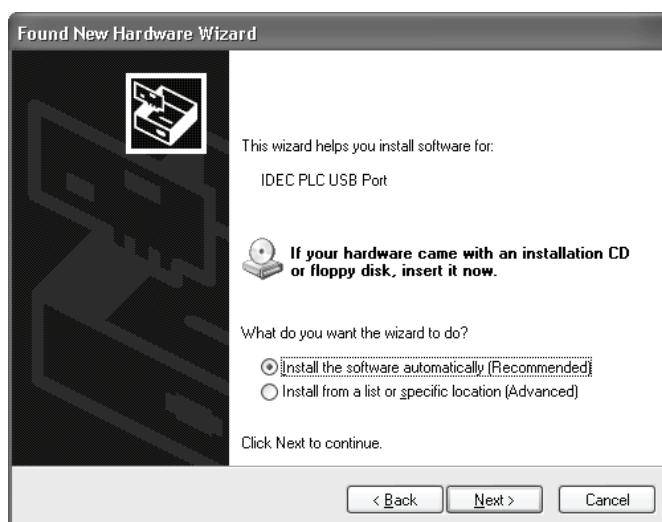 Found New Hardware Wizard
This wizard helps you install software for:
IDEC PLC USB Port
If your hardware came with an installation CD
or floppy disk, insert it now.
What do you want the wizard to do?
Install the software automatically (Recommended)
Install from a list or specific location (Advanced)
Click Next to continue.
< Back Next > Cancel